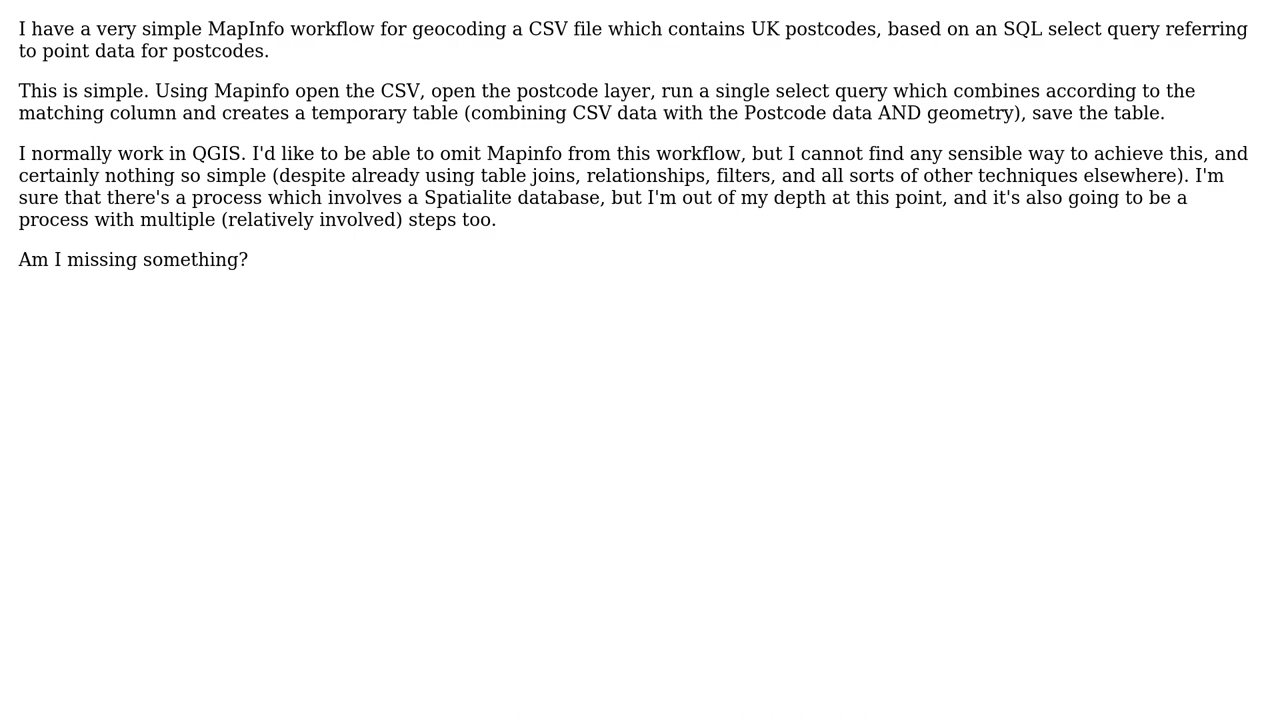 I have a very simple MapInfo workflow for geocoding a CSV file which contains UK postcodes, based on an SQL select query referring
to point data for postcodes.
This is simple. Using Mapinfo open the CSV, open the postcode layer, run a single select query which combines according to the
matching column and creates a temporary table (combining CSV data with the Postcode data AND geometry), save the table.
I normally work in QGIS. I'd like to be able to omit Mapinfo from this workflow, but I cannot find any sensible way to achieve this, and
certainly nothing so simple (despite already using table joins, relationships, filters, and all sorts of other techniques elsewhere). I'm
sure that there's a process which involves a Spatialite database, but I'm out of my depth at this point, and it's also going to be a
process with multiple (relatively involved) steps too.
Am I missing something?